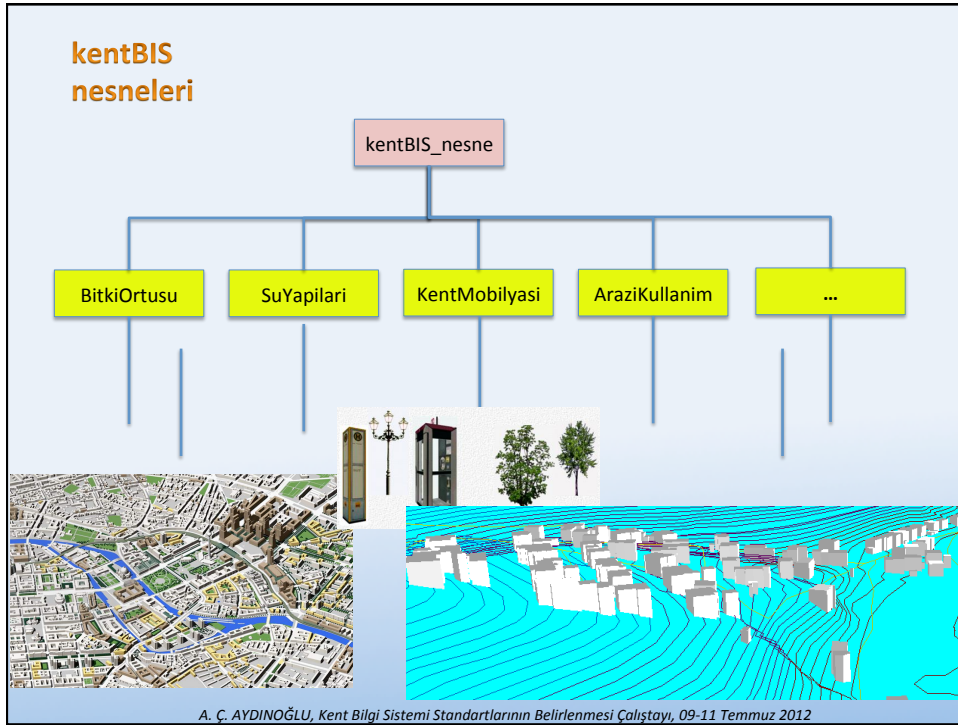 kentBIS
nesneleri
kentBIS_nesne
BitkiOrtusu
SuYapilari
KentMobilyasi
AraziKullanim
...
A. Ç. AYDINOĞLU, Kent Bilgi Sistemi Standartlarının Belirlenmesi Çalıştayı, 09-11 Temmuz 2012